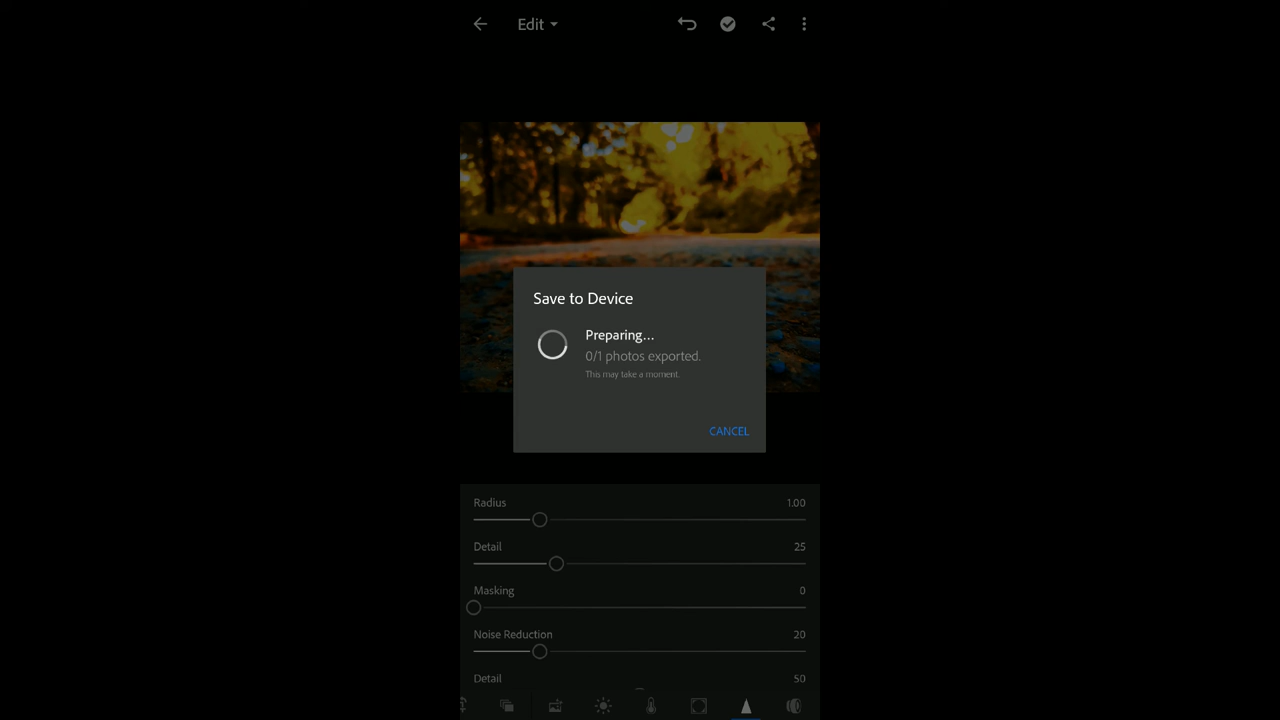 Edit
Save to Device
Preparing...
0/1 photos exported.
This may take a moment.
CANCEL
Radius 1.00
Detail 25
Masking 0
Noise Reduction 20
Detail 50